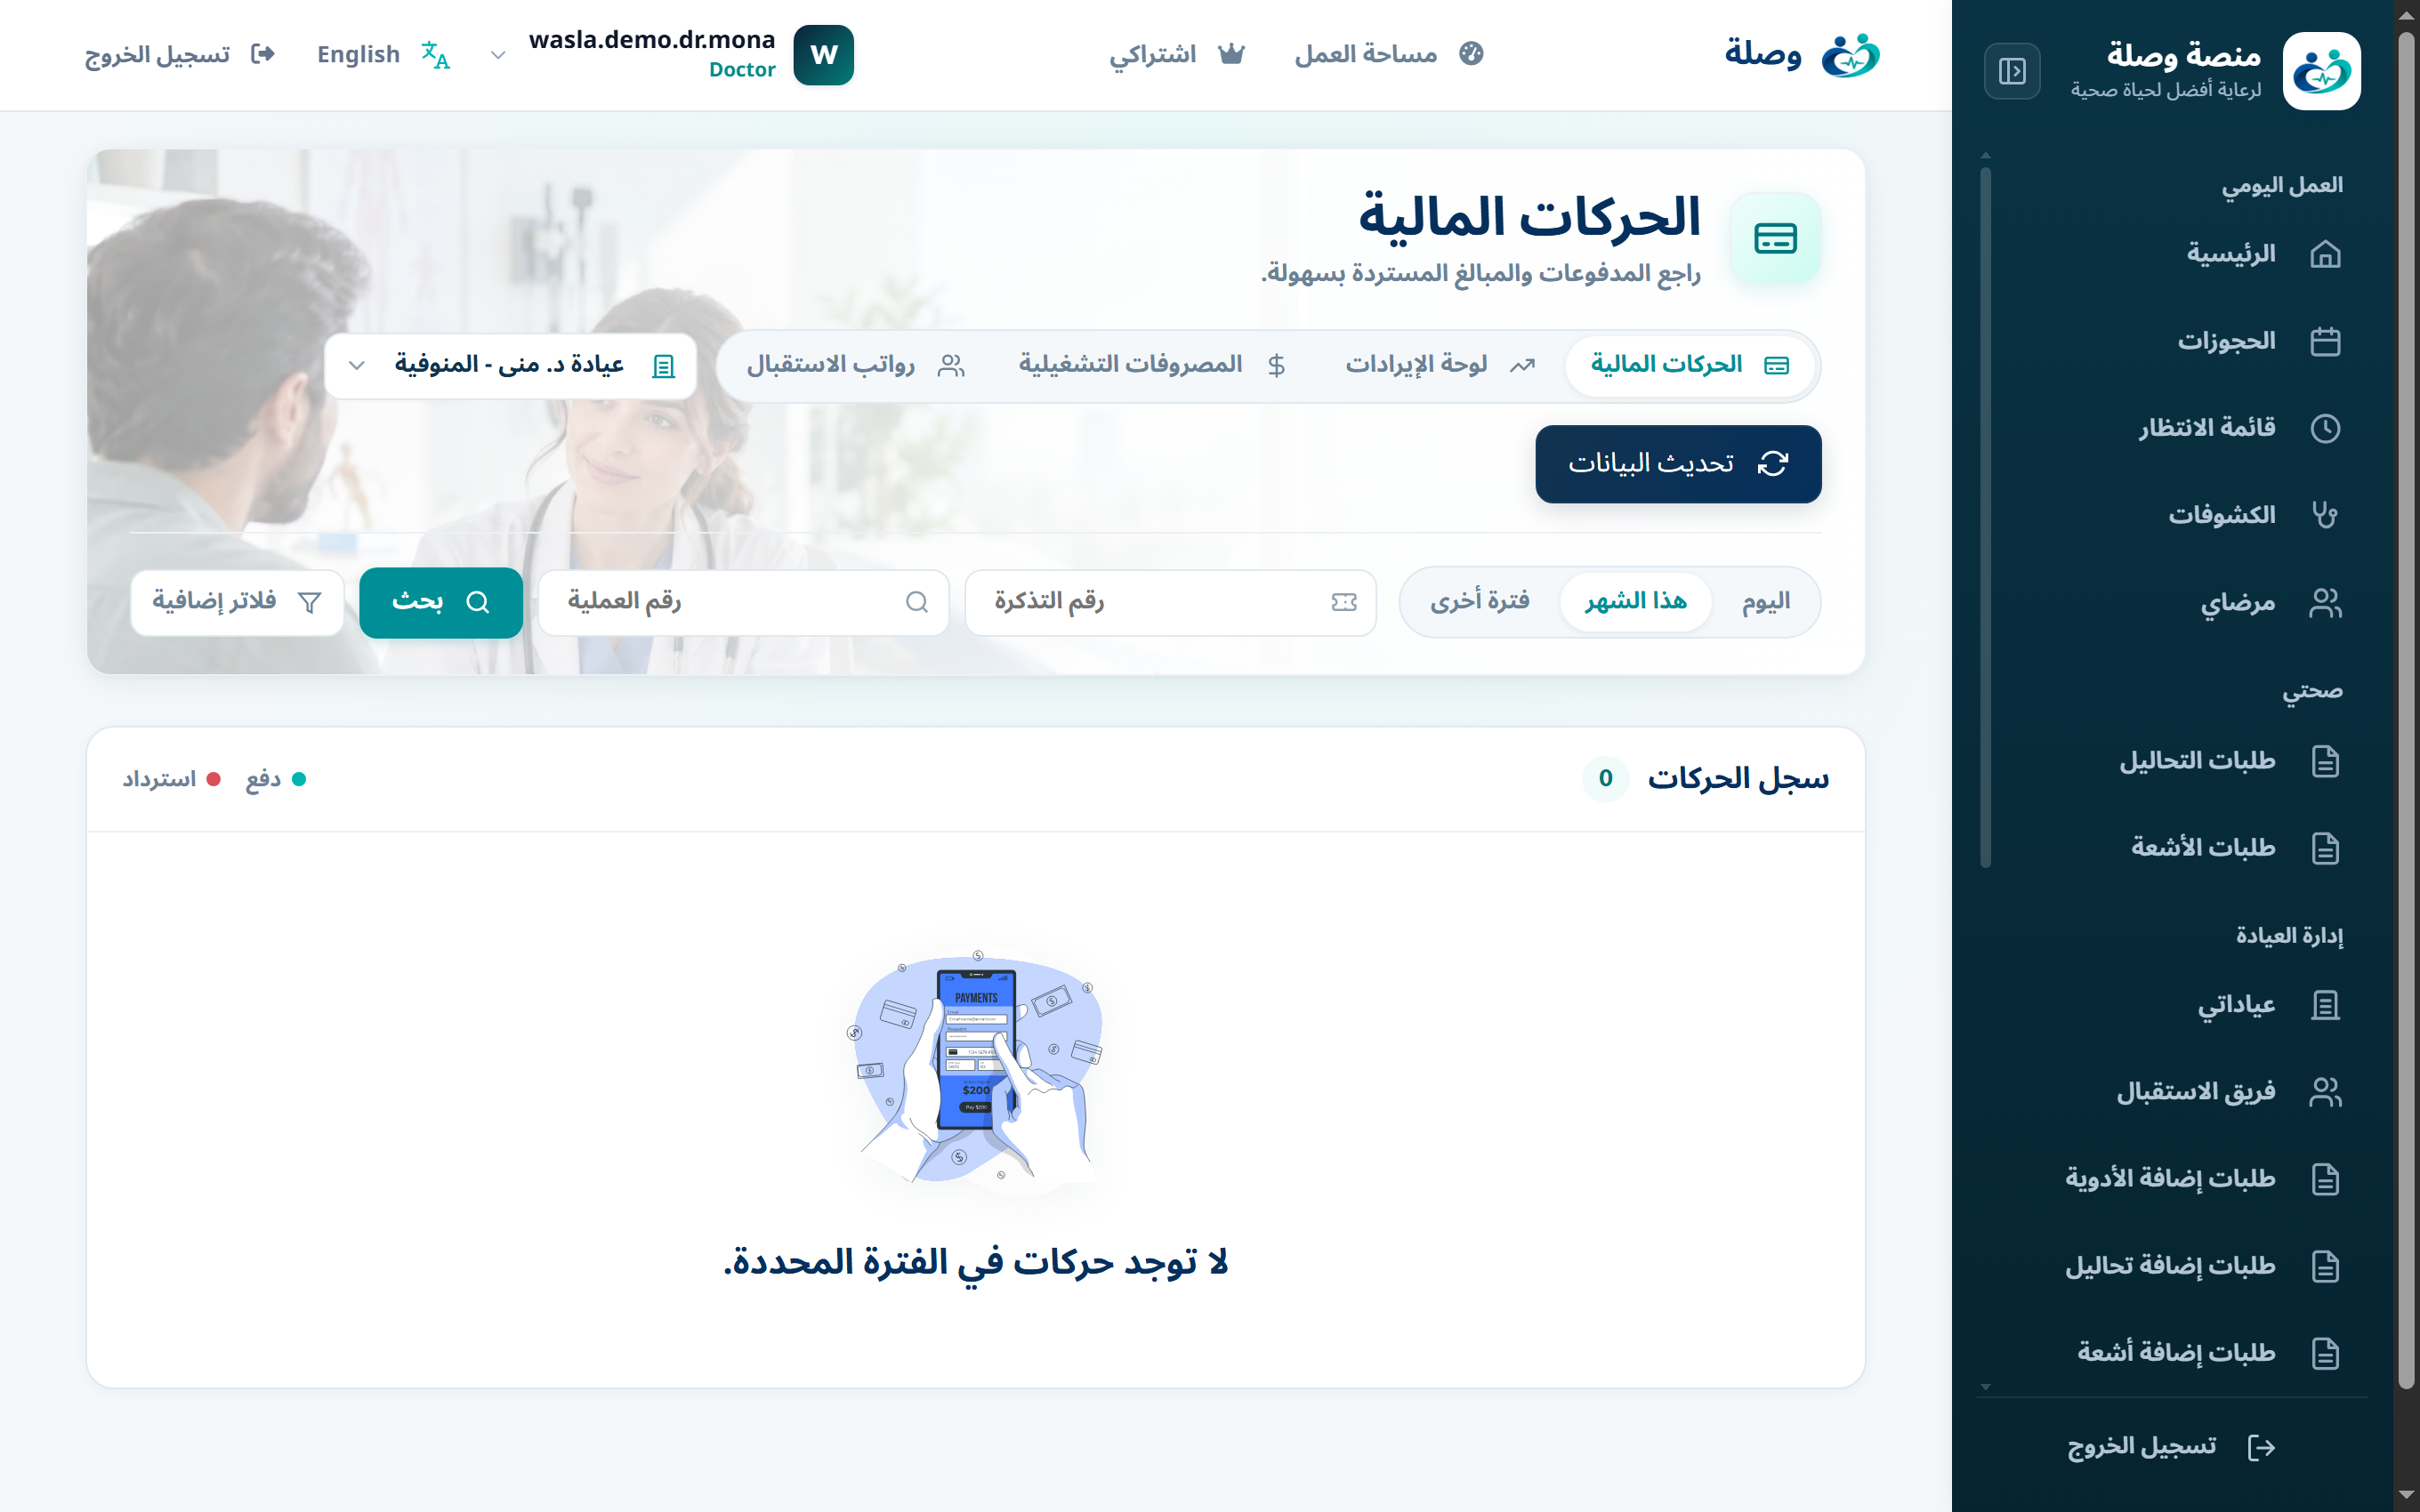 منصة وصلة
لرعاية أفضل لحياة صحية
العمل اليومي
الرئيسية
الحجوزات
قائمة الانتظار
الكشوفات
مرضاي
صحتي
طلبات التحاليل
طلبات الأشعة
إدارة العيادة
عياداتي
فريق الاستقبال
طلبات إضافة الأدوية
طلبات إضافة تحاليل
طلبات إضافة أشعة
تسجيل الخروج
وصلة
مساحة العمل
اشتراكي
W
wasla.demo.dr.mona
Doctor
English
تسجيل الخروج
الحركات المالية
راجع المدفوعات والمبالغ المستردة بسهولة.
الحركات المالية
لوحة الإيرادات
المصروفات التشغيلية
رواتب الاستقبال
عيادة د. منى - المنوفية
تحديث البيانات
اليوم
هذا الشهر
فترة أخرى
رقم التذكرة
رقم العملية
بحث
فلاتر إضافية
سجل الحركات 0
دفع
استرداد
PAYMENTS
$200
Pay $200
لا توجد حركات في الفترة المحددة.